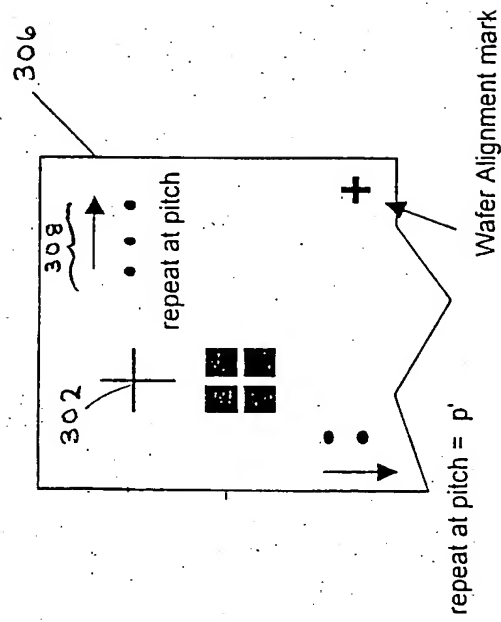 306
308
repeat at pitch
302
Wafer Alignment mark
repeat at pitch = p'